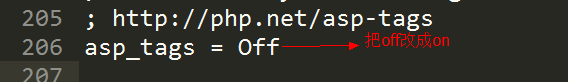 205 ; http://php.net/asp-tags
206 asp_tags = Off 把off改成on
207